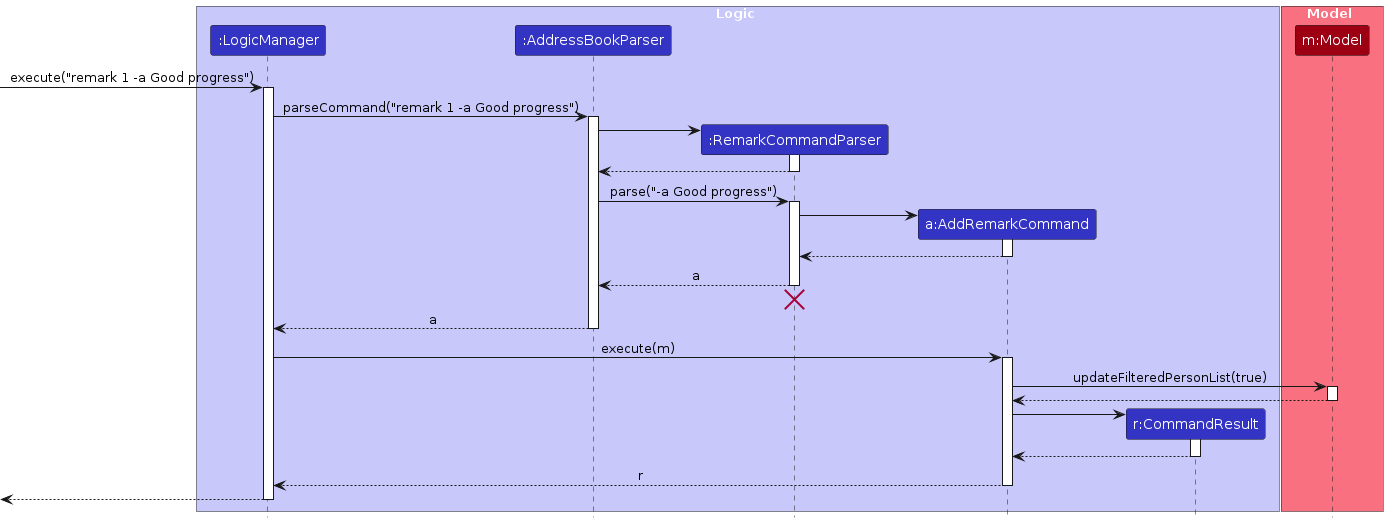 Logic
Model
:LogicManager
:AddressBookParser
m:Model
execute("remark 1 -a Good progress")
parseCommand("remark 1 -a Good progress")
:RemarkCommandParser
parse("-a Good progress")
a:AddRemarkCommand
a
a
execute(m)
updateFilteredPersonList(true)
r:CommandResult
r